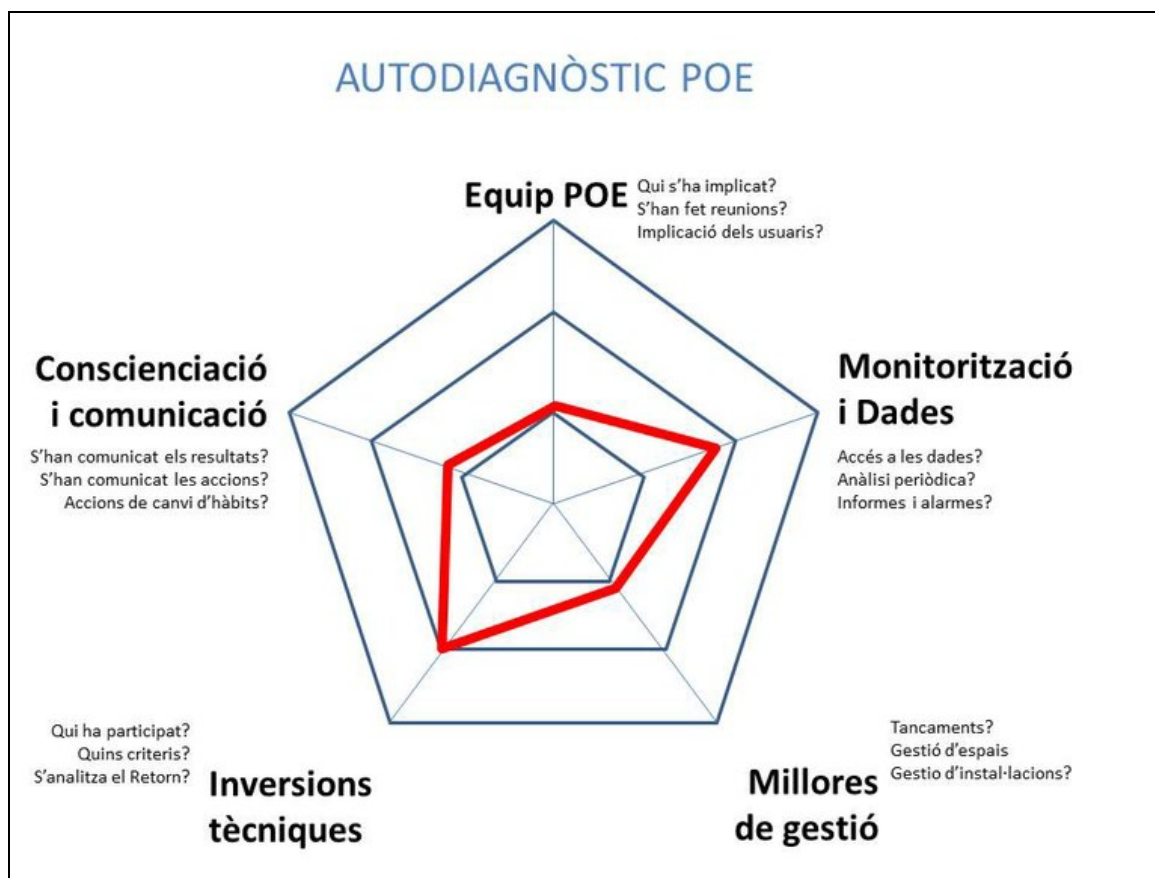 AUTODIAGNÒSTIC POE
Equip POE
Qui s'ha implicat?
S'han fet reunions?
Implicació dels usuaris?
Conscienciació
i comunicació
S'han comunicat els resultats?
S'han comunicat les accions?
Accions de canvi d'hàbits?
Monitorització
i Dades
Accés a les dades?
Anàlisi periòdica?
Informes i alarmes?
Qui ha participat?
Quins criteris?
S'analitza el Retorn?
Inversions
tècniques
Tancaments?
Gestió d'espais
Gestio d'instal·lacions?
Millores
de gestió